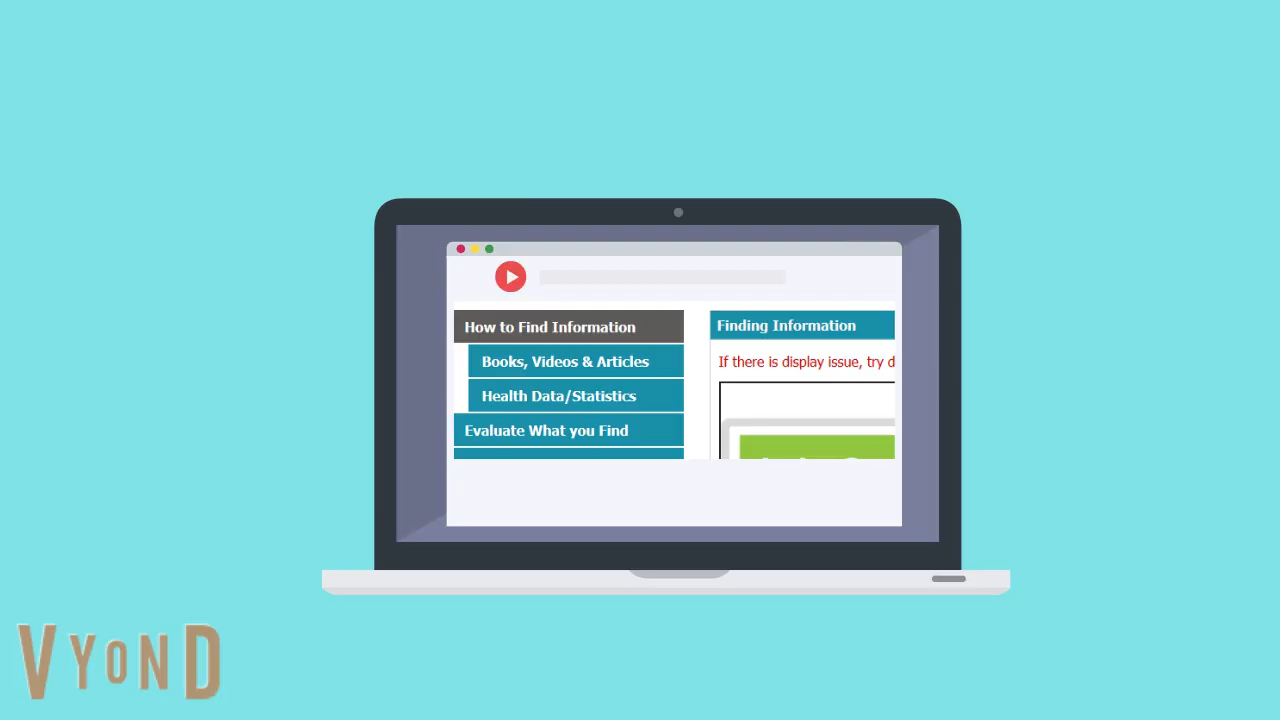 How to Find Information
Books, Videos & Articles
Health Data/Statistics
Evaluate What you Find
Finding Information
If there is display issue, try d
VYOND